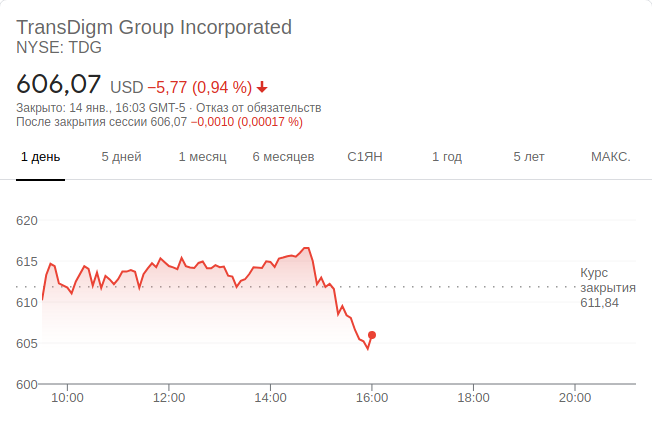 TransDigm Group Incorporated
NYSE: TDG
606,07 USD −5,77 (0,94 %)
Закрыто: 14 янв., 16:03 GMT-5 · Отказ от обязательств
После закрытия сессии 606,07 −0,0010 (0,00017 %)
1 день 5 дней 1 месяц 6 месяцев С1ЯН 1 год 5 лет МАКС.
620
615
610
605
600
Курс
закрытия
611,84
10:00 12:00 14:00 16:00 18:00 20:00